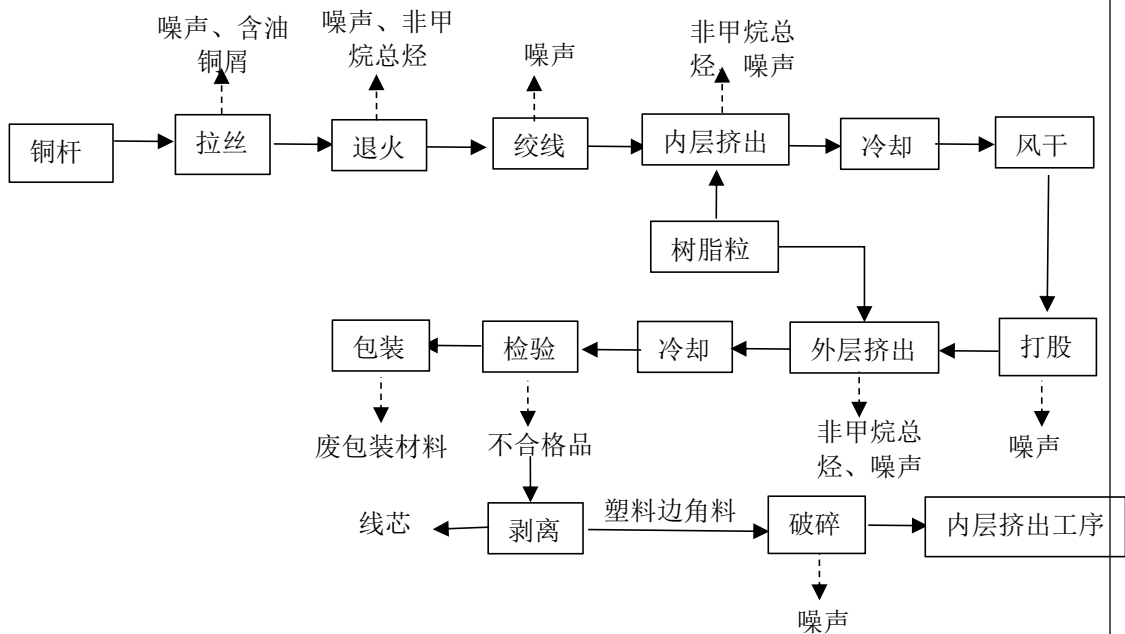 噪声、含油
铜屑
噪声、非甲
烷总烃
噪声
非甲烷总
烃、噪声
铜杆
拉丝
退火
绞线
内层挤出
冷却
风干
树脂粒
包装
检验
冷却
外层挤出
打股
废包装材料
不合格品
非甲烷总
烃、噪声
噪声
线芯
剥离
塑料边角料
破碎
内层挤出工序
噪声